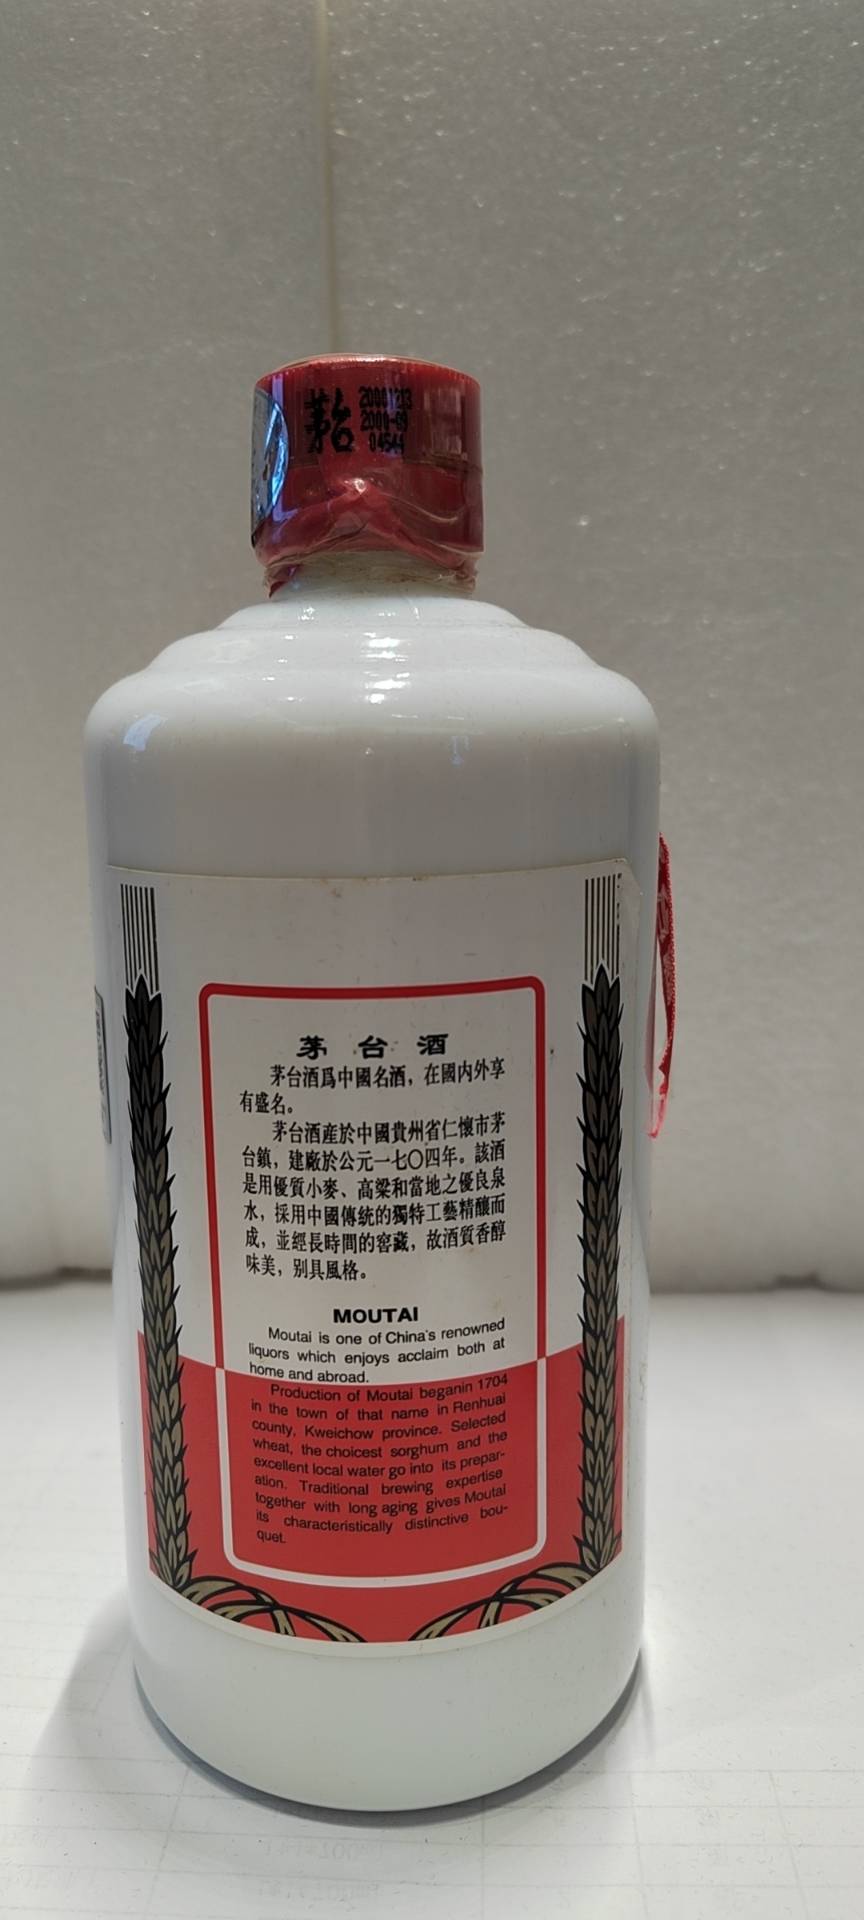 茅台
20001213
2000-09
04544
茅台酒
茅台酒爲中國名酒，在國内外享
有盛名。
茅台酒産於中國貴州省仁懷市茅
台鎮，建廠於公元一七〇四年。該酒
是用優質小麥、高粱和當地之優良泉
水，採用中國傳統的獨特工藝精釀而
成，並經長時間的窖藏，故酒質香醇
味美，别具風格。
MOUTAI
Moutai is one of China's renowned
liquors which enjoys acclaim both at
home and abroad.
Production of Moutai beganin 1704
in the town of that name in Renhuai
county, Kweichow province. Selected
wheat, the choicest sorghum and the
excellent local water go into its prepar-
ation. Traditional brewing expertise
together with long aging gives Moutai
its characteristically distinctive bou-
quet.